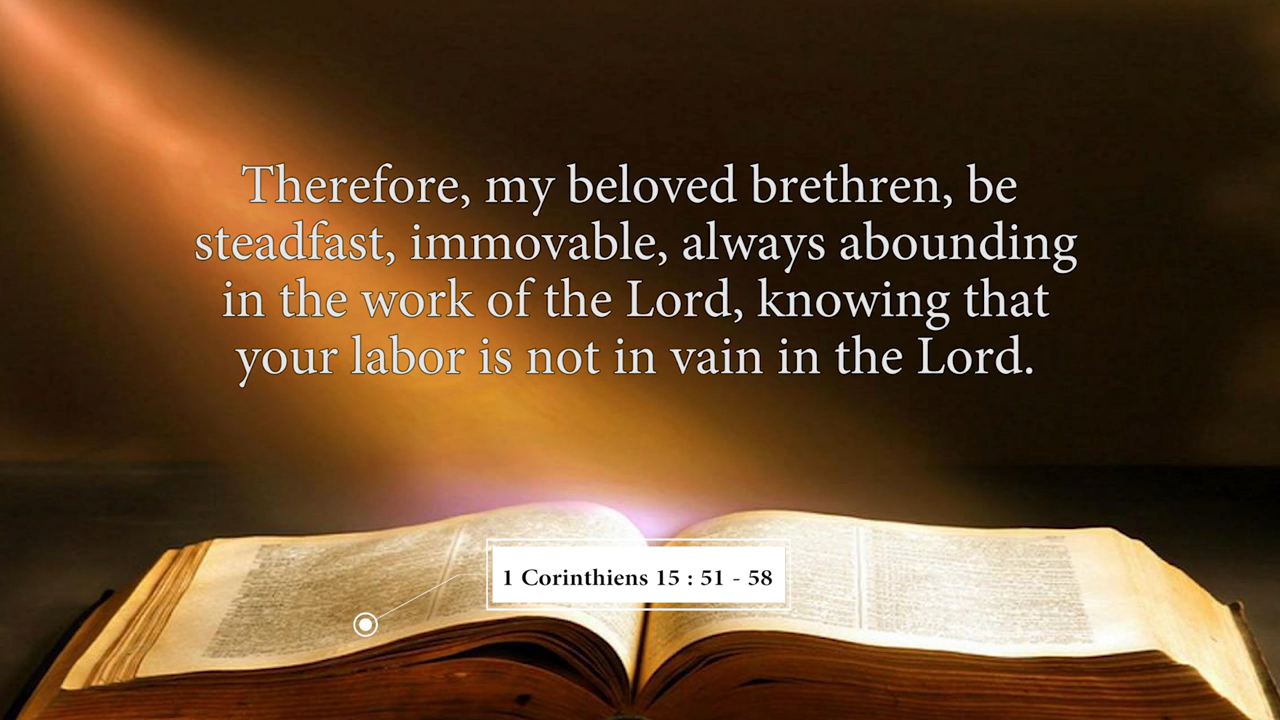 Therefore, my beloved brethren, be
steadfast, immovable, always abounding
in the work of the Lord, knowing that
your labor is not in vain in the Lord.
1 Corinthiens 15 : 51 - 58